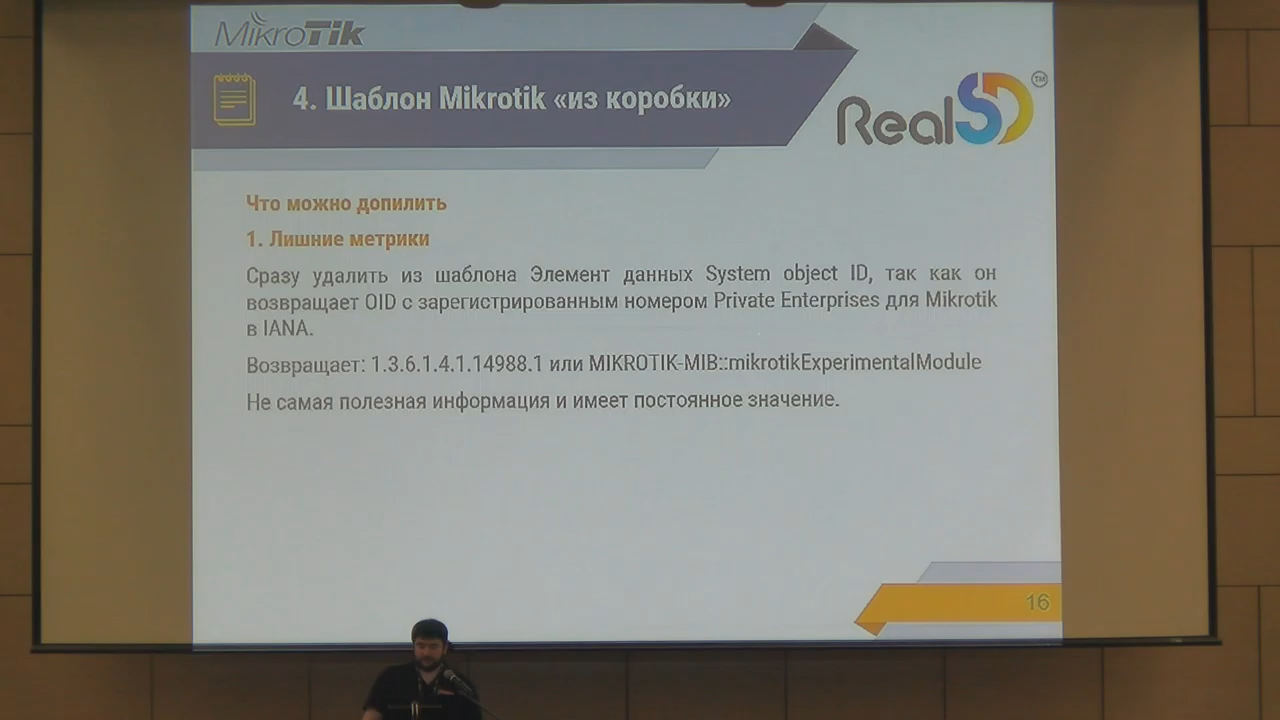 MikroTik
4. Шаблон Mikrotik «из коробки»
RealSD™
Что можно допилить
1. Лишние метрики
Сразу удалить из шаблона Элемент данных System object ID, так как он
возвращает OID с зарегистрированным номером Private Enterprises для Mikrotik
в IANA.
Возвращает: 1.3.6.1.4.1.14988.1 или MIKROTIK-MIB::mikrotikExperimentalModule
Не самая полезная информация и имеет постоянное значение.
16